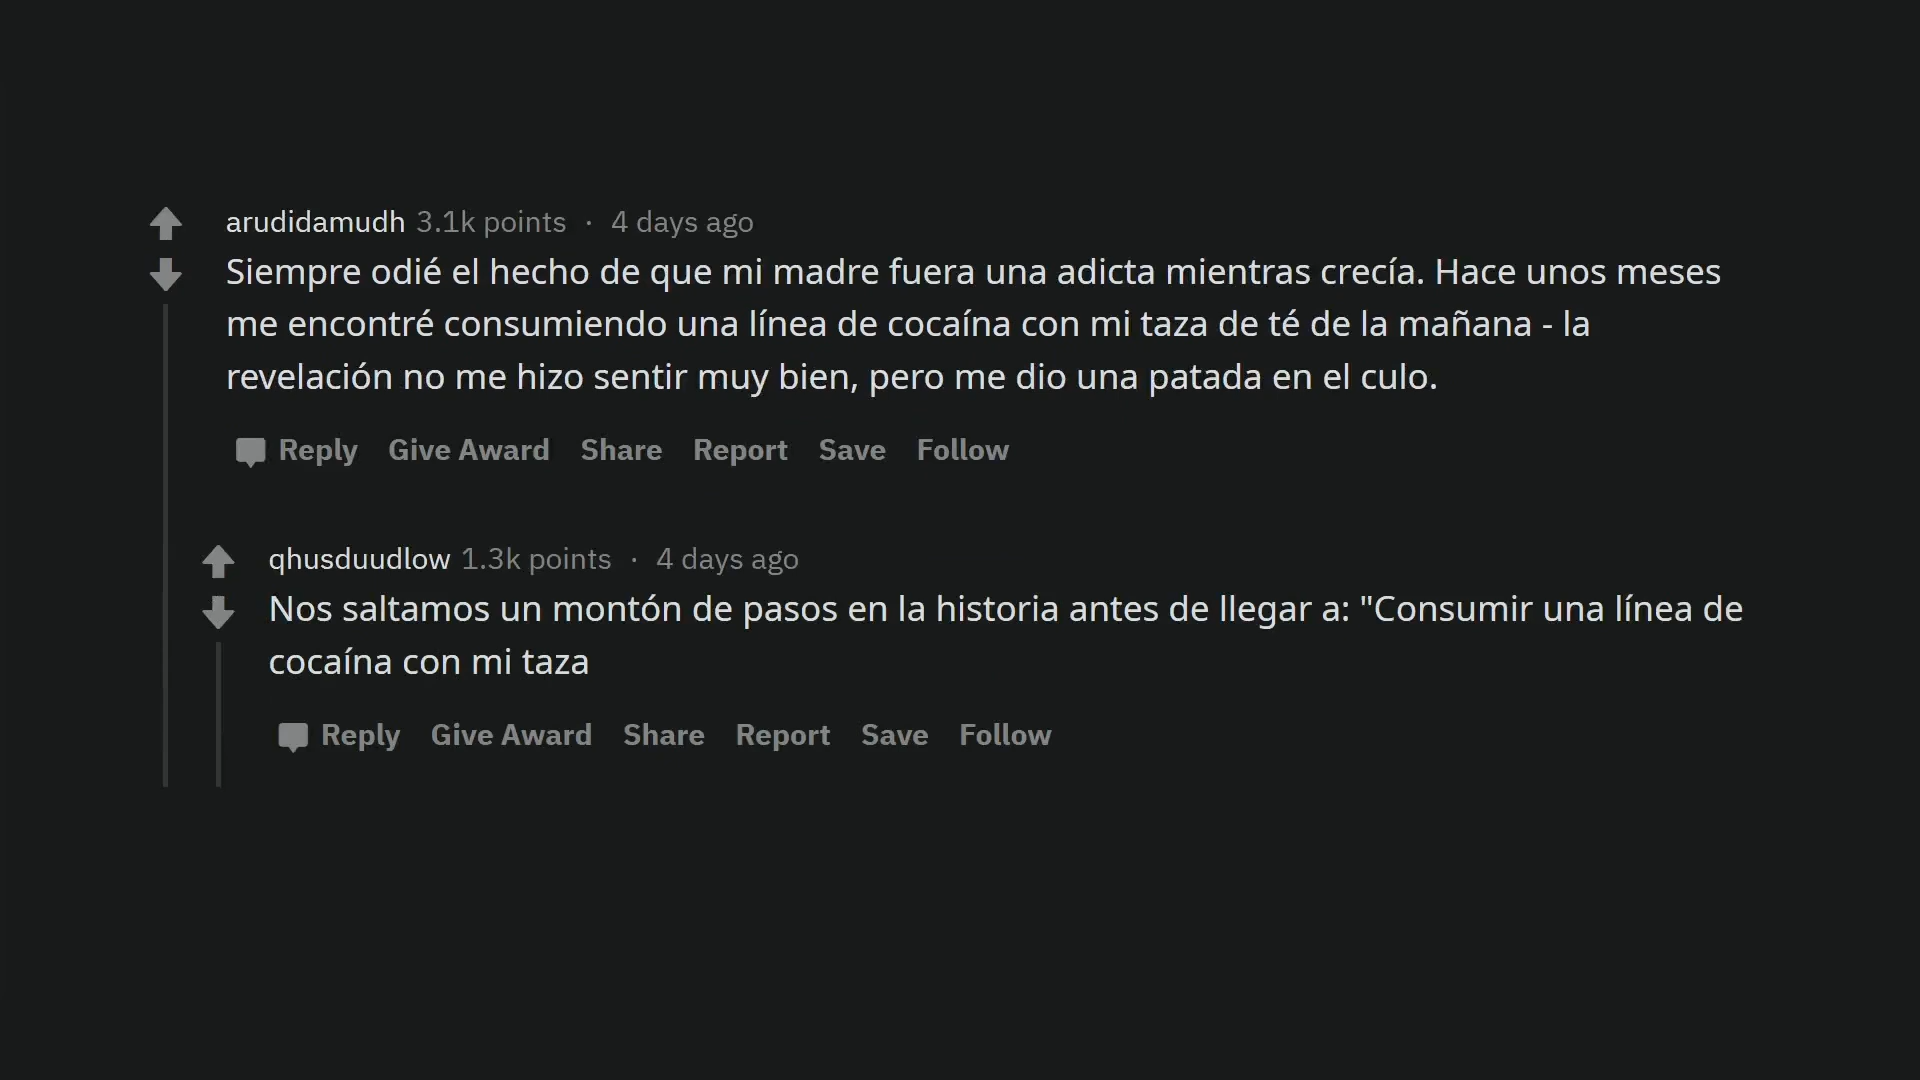 arudidamudh 3.1k points · 4 days ago
Siempre odié el hecho de que mi madre fuera una adicta mientras crecía. Hace unos meses
me encontré consumiendo una línea de cocaína con mi taza de té de la mañana - la
revelación no me hizo sentir muy bien, pero me dio una patada en el culo.
Reply Give Award Share Report Save Follow
qhusduudlow 1.3k points · 4 days ago
Nos saltamos un montón de pasos en la historia antes de llegar a: "Consumir una línea de
cocaína con mi taza
Reply Give Award Share Report Save Follow